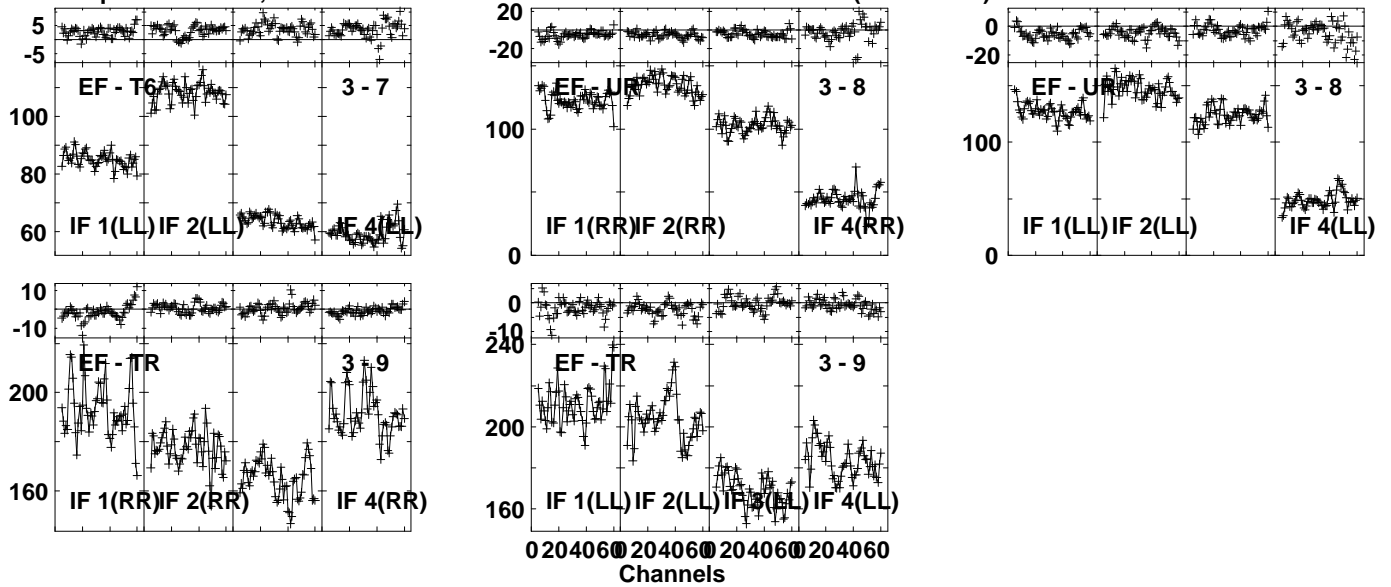 5 20 0
-5 -20 -20
EF - T6 3 - 7 EF - UR 3 - 8 EF - UR 3 - 8
100 100 100
80
60
IF 1(LL) IF 2(LL) IF 4(LL) IF 1(RR) IF 2(RR) IF 4(RR) IF 1(LL) IF 2(LL) IF 4(LL)
0 0
10 0
-10 -10
240
EF - TR 3 - 9 EF - TR 3 - 9
200 200
160 160
IF 1(RR) IF 2(RR) IF 4(RR) IF 1(LL) IF 2(LL) IF 3(LL) IF 4(LL)
0 20 40 60 0 20 40 60 0 20 40 60 0 20 40 60
Channels